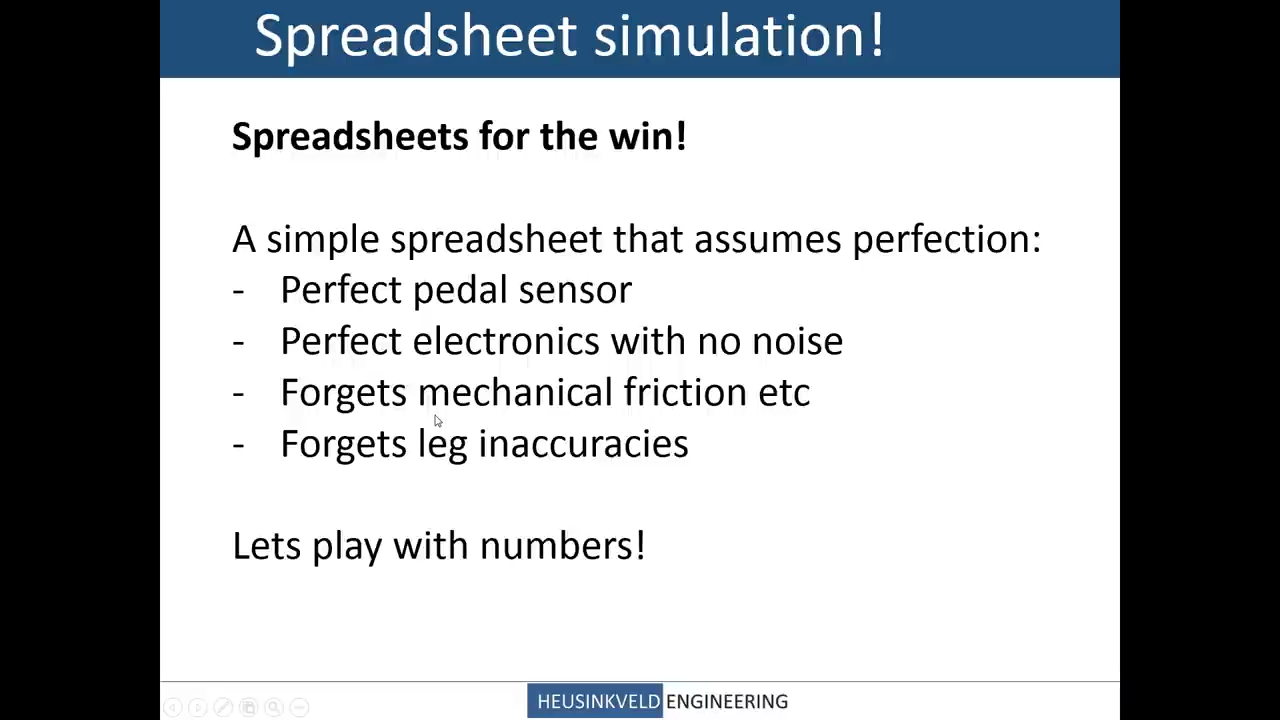 Spreadsheet simulation!
Spreadsheets for the win!
A simple spreadsheet that assumes perfection:
- Perfect pedal sensor
- Perfect electronics with no noise
- Forgets mechanical friction etc
- Forgets leg inaccuracies
Lets play with numbers!
HEUSINKVELD ENGINEERING